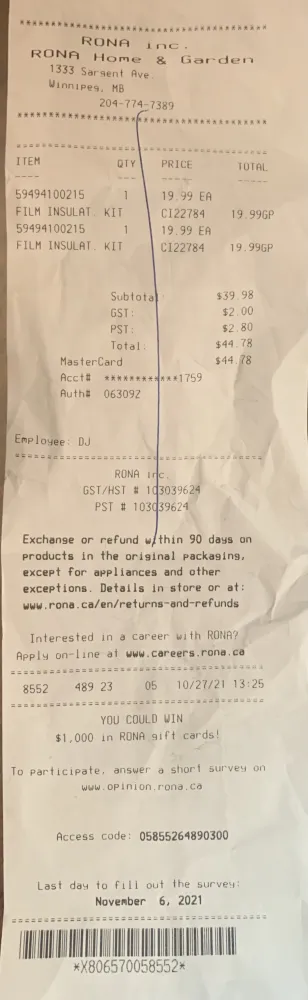 ************************************
RONA inc.
RONA Home & Garden
1333 Sargent Ave.
Winnipeg, MB
204-774-7389
************************************
====================================
ITEM QTY PRICE TOTAL
---- --- ----- -----
59494100215 1 19.99 EA
FILM INSULAT. KIT CI22784 19.99GP
59494100215 1 19.99 EA
FILM INSULAT. KIT CI22784 19.99GP
Subtotal $39.98
GST: $2.00
PST: $2.80
Total: $44.78
MasterCard $44.78
Acct# ************1759
Auth# 063092
Employee: DJ
====================================
RONA inc.
GST/HST # 103039624
PST # 103039624
Exchange or refund within 90 days on
products in the original packaging,
except for appliances and other
exceptions. Details in store or at:
www.rona.ca/en/returns-and-refunds
Interested in a career with RONA?
Apply on-line at www.careers.rona.ca
====================================
8552 489 23 05 10/27/21 13:25
====================================
YOU COULD WIN
$1,000 in RONA gift cards!
To participate, answer a short survey on
www.opinion.rona.ca
Access code: 05855264890300
Last day to fill out the survey:
November 6, 2021
====================================
*X806570058552*